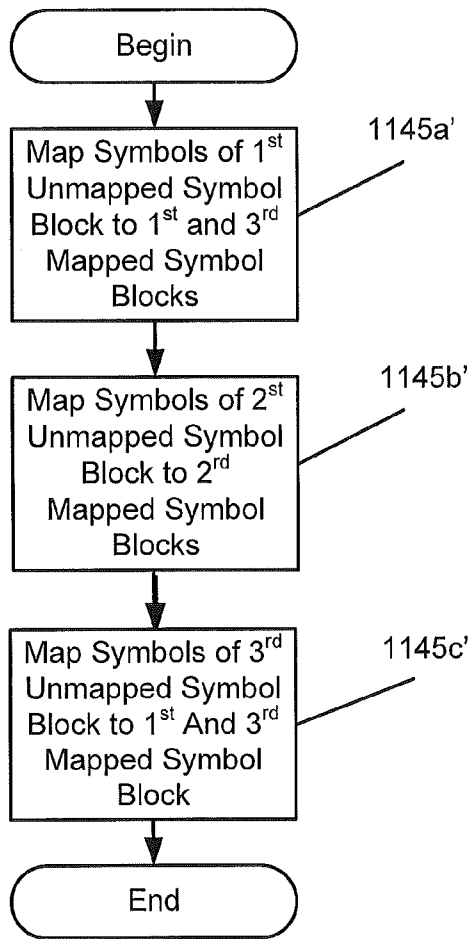 Begin
1145a'
Map Symbols of 1st
Unmapped Symbol
Block to 1st and 3rd
Mapped Symbol
Blocks
1145b'
Map Symbols of 2st
Unmapped Symbol
Block to 2rd
Mapped Symbol
Blocks
1145c'
Map Symbols of 3rd
Unmapped Symbol
Block to 1st And 3rd
Mapped Symbol
Block
End